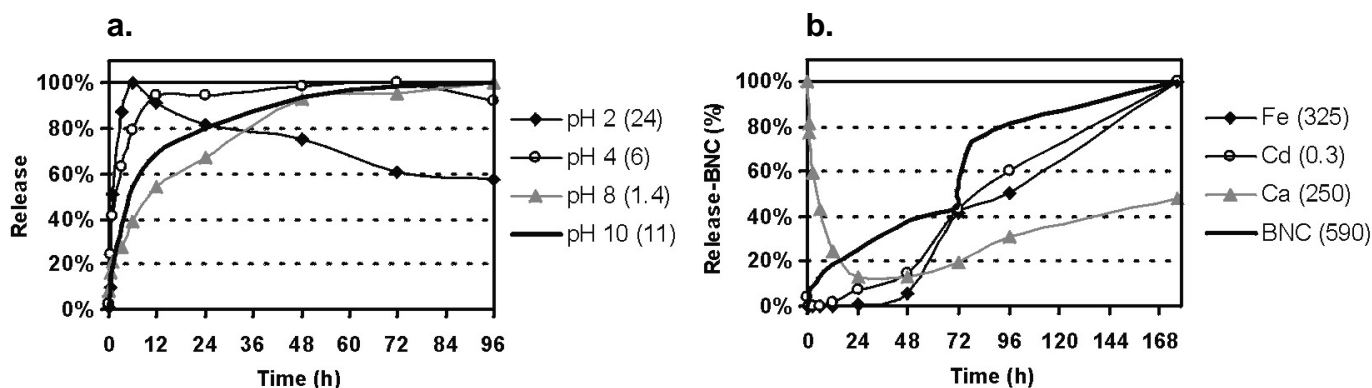 a.
Release
100%
80%
60%
40%
20%
0%
0 12 24 36 48 60 72 84 96
Time (h)
pH 2 (24)
pH 4 (6)
pH 8 (1.4)
pH 10 (11)
b.
Release-BNC (%)
100%
80%
60%
40%
20%
0%
0 24 48 72 96 120 144 168
Time (h)
Fe (325)
Cd (0.3)
Ca (250)
BNC (590)